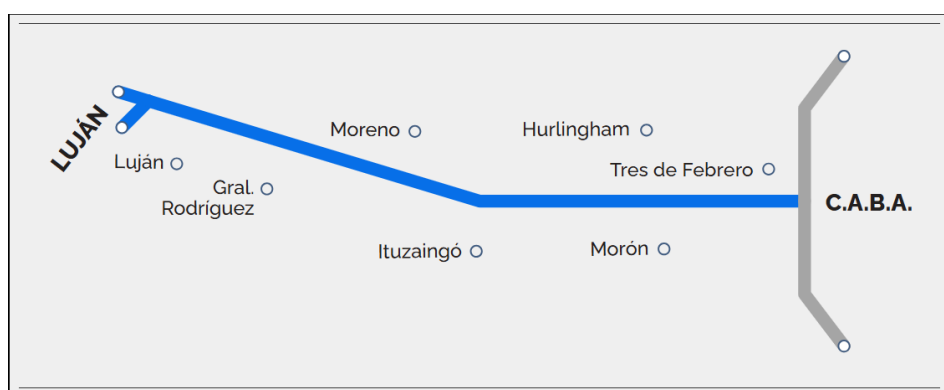 LUJÁN
Moreno
Hurlingham
Luján
Tres de Febrero
Gral.
Rodríguez
C.A.B.A.
Ituzaingó
Morón